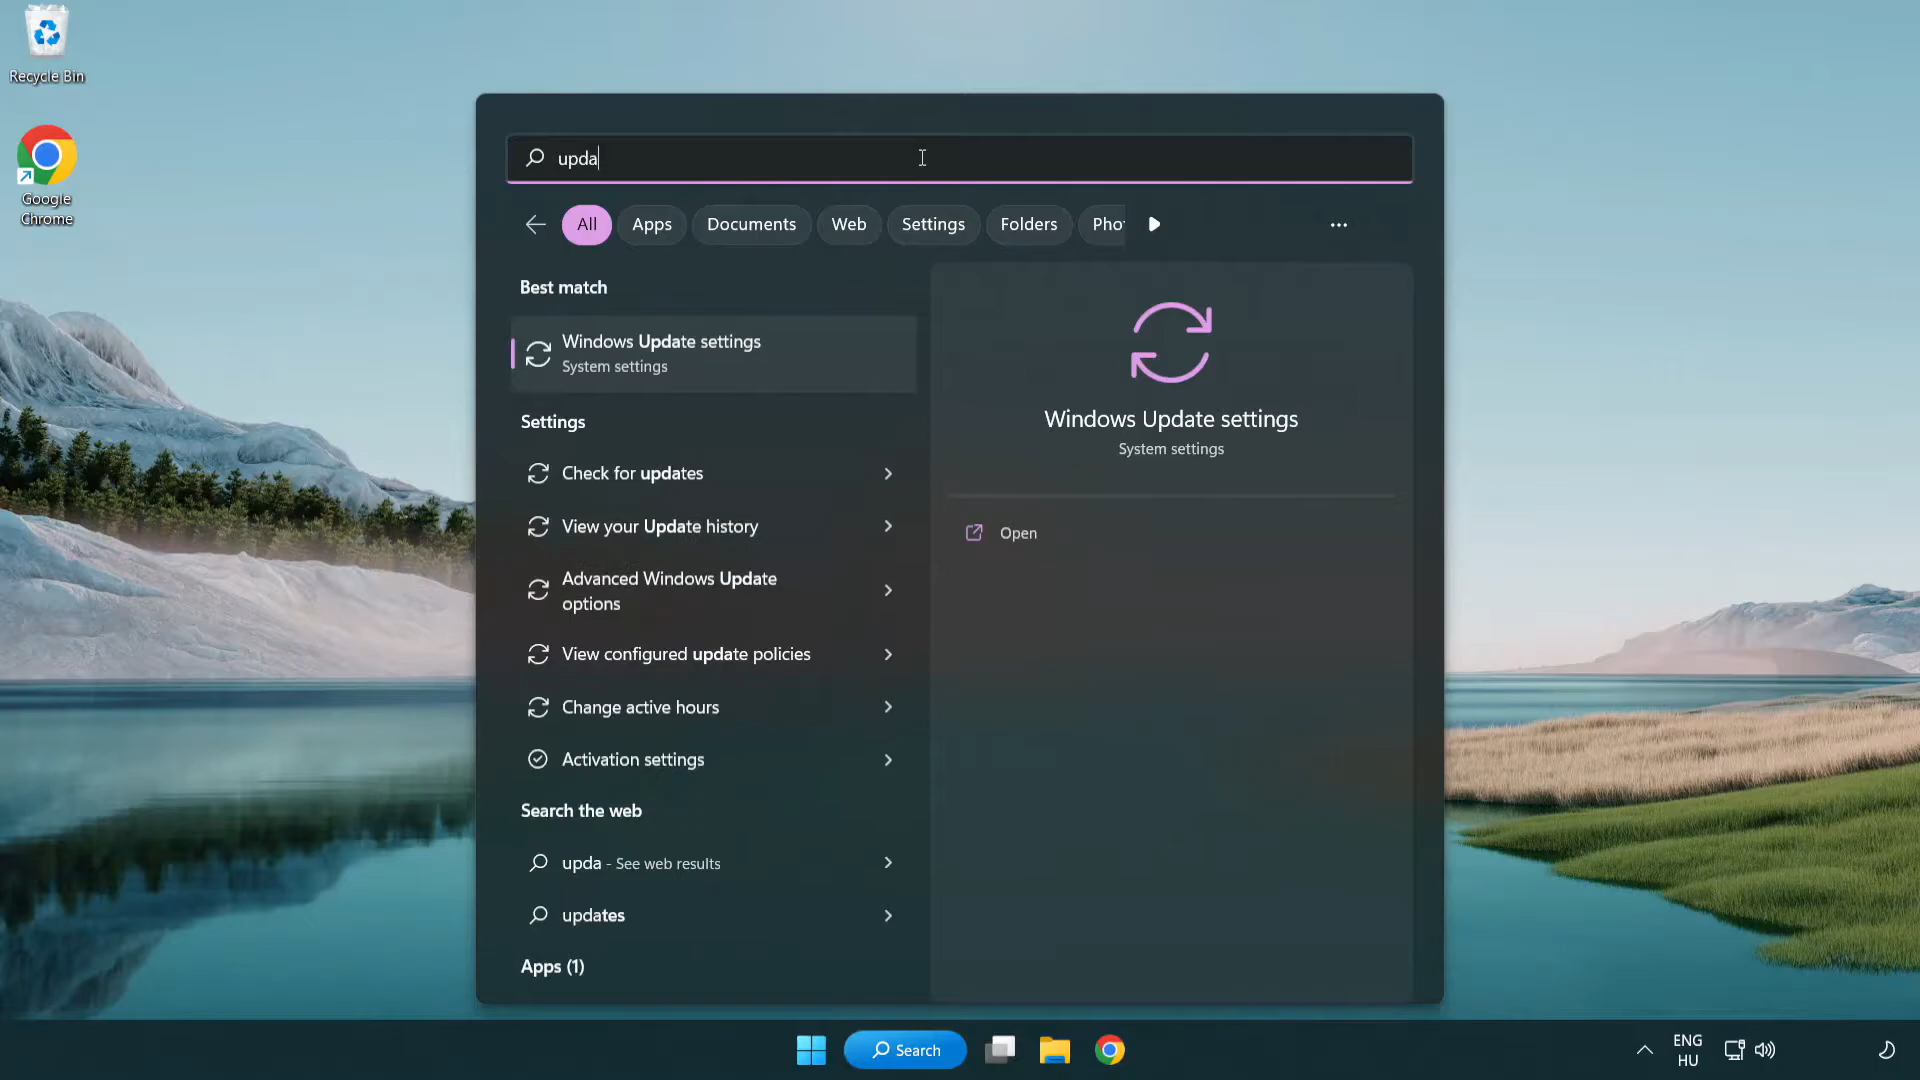 Recycle Bin
Google
Chrome
upda
All
Apps
Documents
Web
Settings
Folders
Pho
Best match
Windows Update settings
System settings
Settings
Check for updates
View your Update history
Advanced Windows Update
options
View configured update policies
Change active hours
Activation settings
Search the web
upda - See web results
updates
Apps (1)
Windows Update settings
System settings
Open
Search
ENG
HU